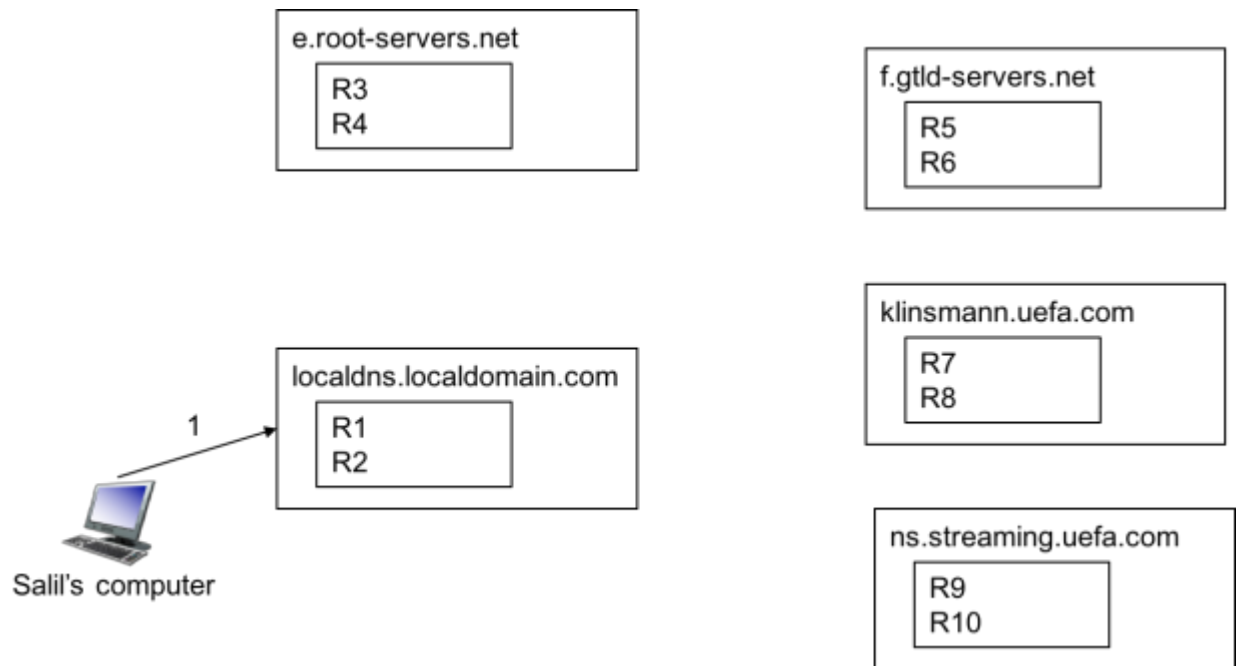 e.root-servers.net
R3
R4
f.gtld-servers.net
R5
R6
klinsmann.uefa.com
R7
R8
localdns.localdomain.com
R1
R2
1
Salil's computer
ns.streaming.uefa.com
R9
R10